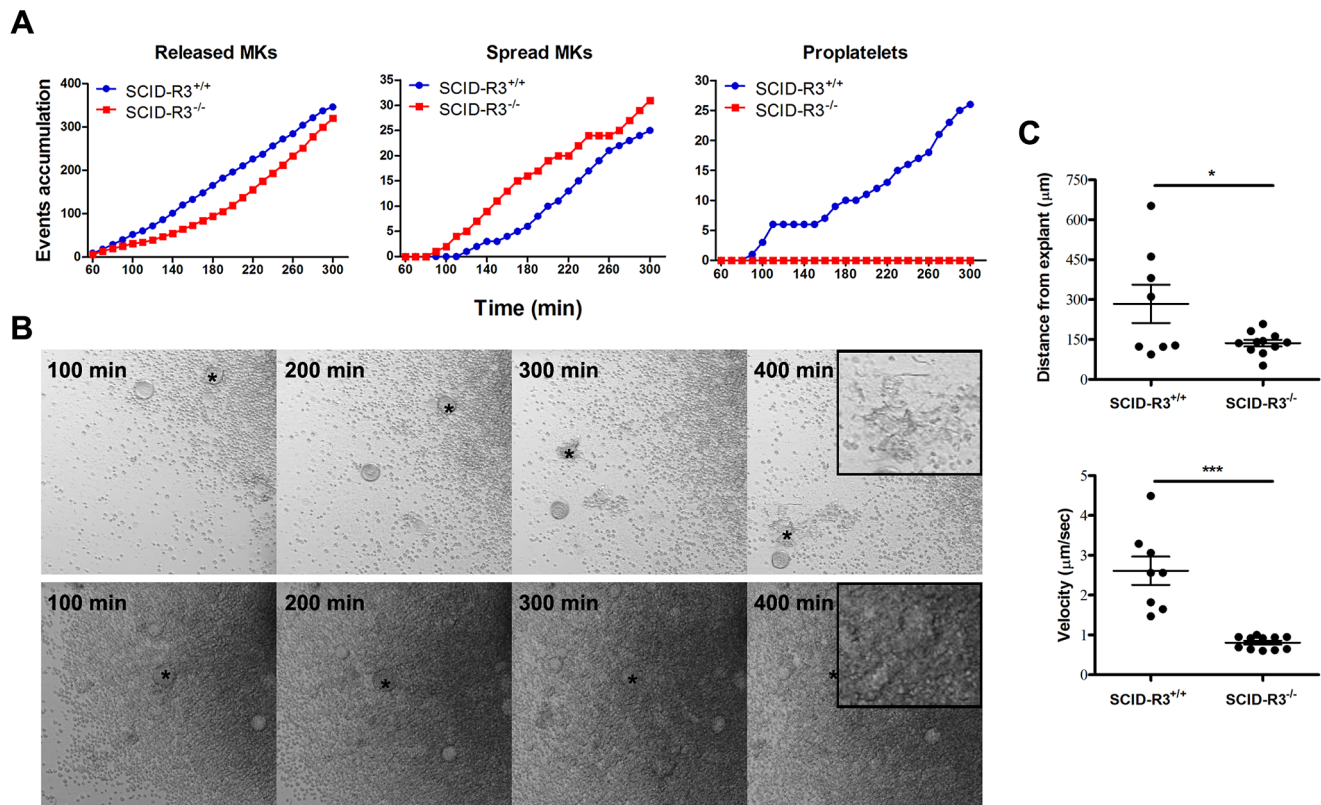 A
Released MKs
Spread MKs
Proplatelets
SCID-R3+/+
SCID-R3-/-
SCID-R3+/+
SCID-R3-/-
SCID-R3+/+
SCID-R3-/-
Events accumulation
400
300
200
100
0
60 100 140 180 220 260 300
35
30
25
20
15
10
5
0
60 100 140 180 220 260 300
30
25
20
15
10
5
0
60 100 140 180 220 260 300
Time (min)
B
100 min
200 min
300 min
400 min
*
*
*
*
100 min
200 min
300 min
400 min
*
*
*
*
C
*
Distance from explant (μm)
750
600
450
300
150
0
SCID-R3+/+
SCID-R3-/-
***
Velocity (μm/sec)
5
4
3
2
1
0
SCID-R3+/+
SCID-R3-/-